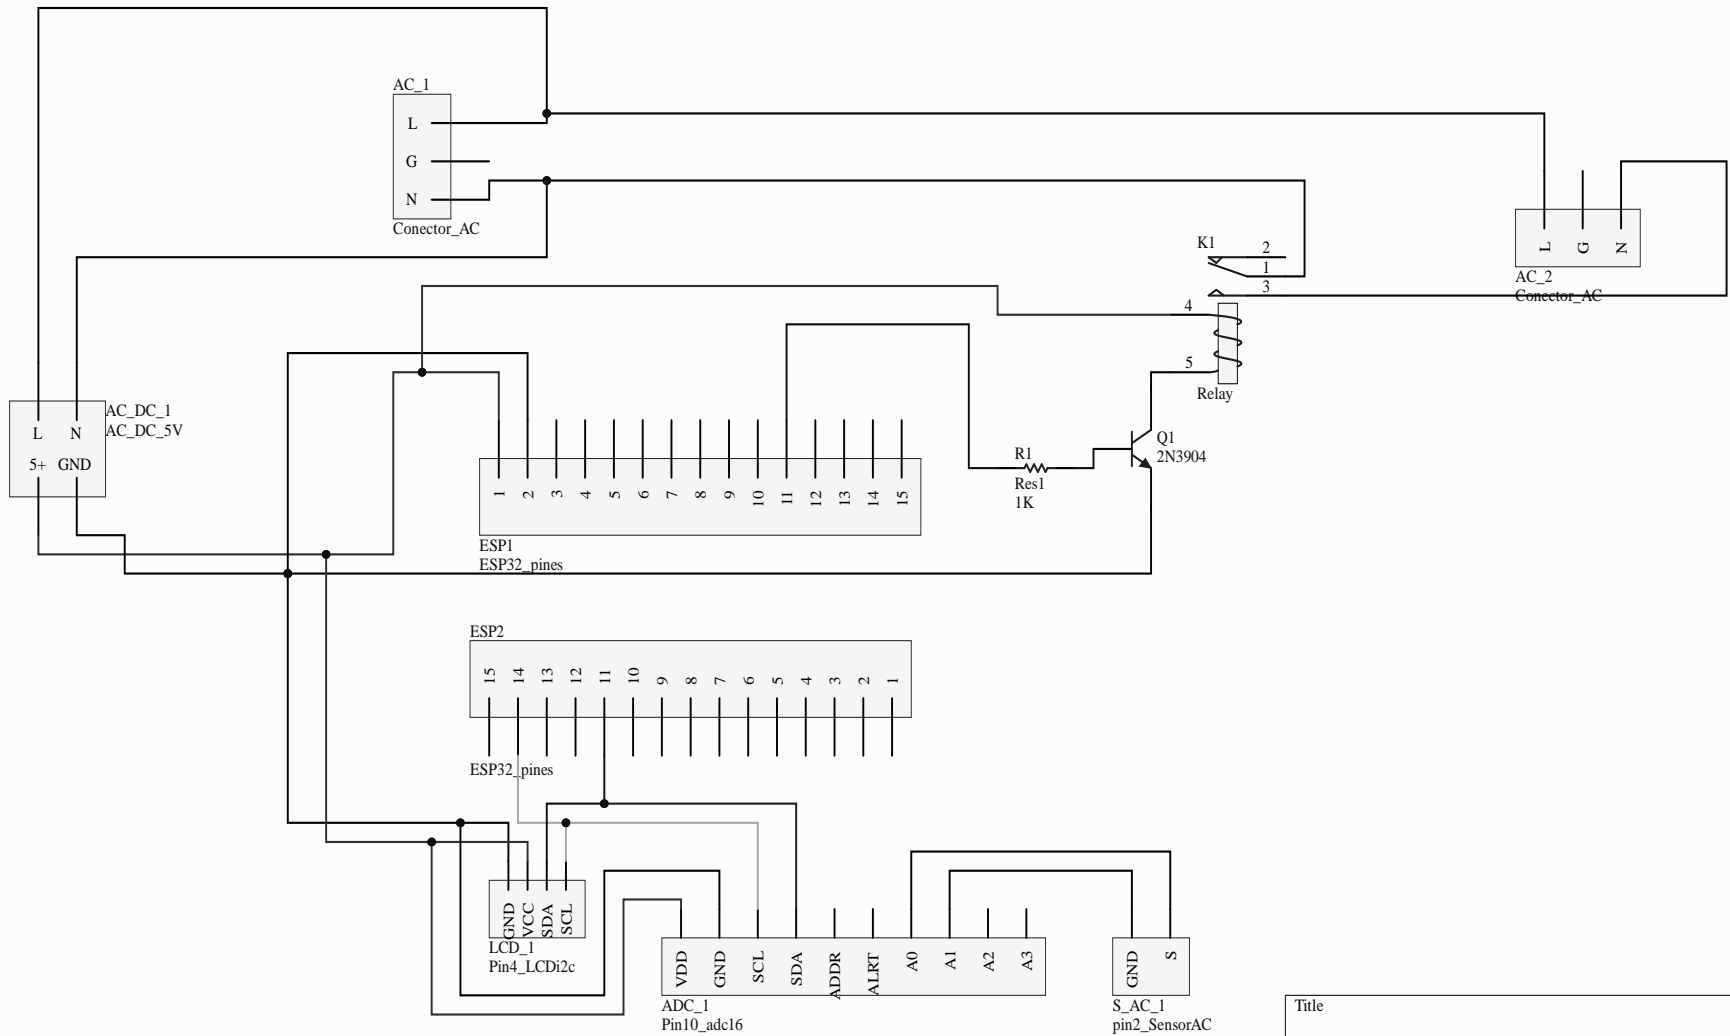 AC_1
L
G
N
Conector_AC
K1
2
1
3
4
5
Relay
L
G
N
AC_2
Conector_AC
AC_DC_1
AC_DC_5V
L N
5+ GND
Q1
2N3904
R1
Res1
1K
1 2 3 4 5 6 7 8 9 10 11 12 13 14 15
ESP1
ESP32_pines
ESP2
15 14 13 12 11 10 9 8 7 6 5 4 3 2 1
ESP32_pines
GND VCC SDA SCL
LCD_1
Pin4_LCDi2c
VDD GND SCL SDA ADDR ALRT A0 A1 A2 A3
ADC_1
Pin10_adc16
GND S
S_AC_1
pin2_SensorAC
Title